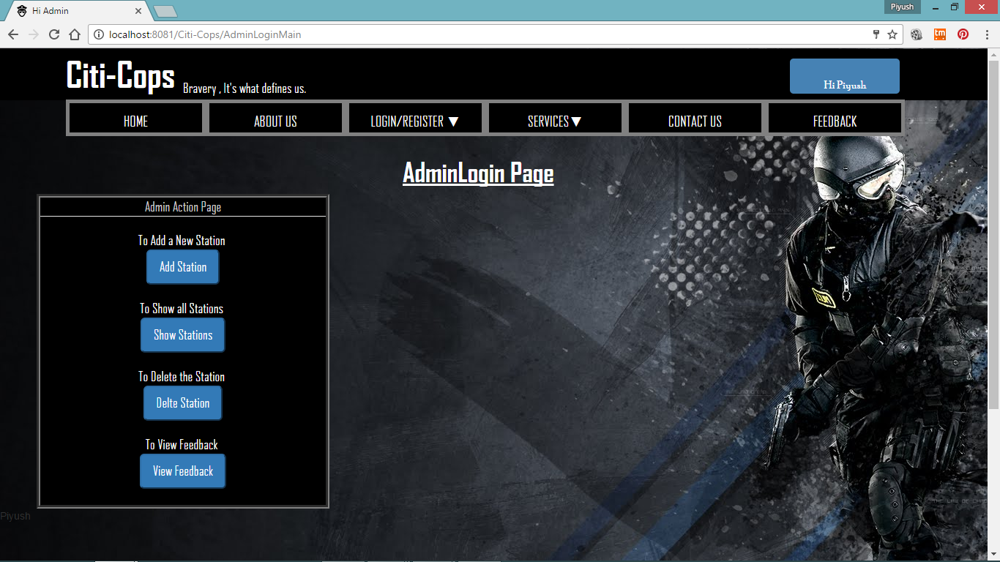 Hi Admin
Piyush
localhost:8081/Citi-Cops/AdminLoginMain
tm
Citi-Cops Bravery , It's what defines us.
Hi Piyush
HOME ABOUT US LOGIN/REGISTER ▼ SERVICES▼ CONTACT US FEEDBACK
AdminLogin Page
Admin Action Page
To Add a New Station
Add Station
To Show all Stations
Show Stations
To Delete the Station
Delte Station
To View Feedback
View Feedback
Piyush